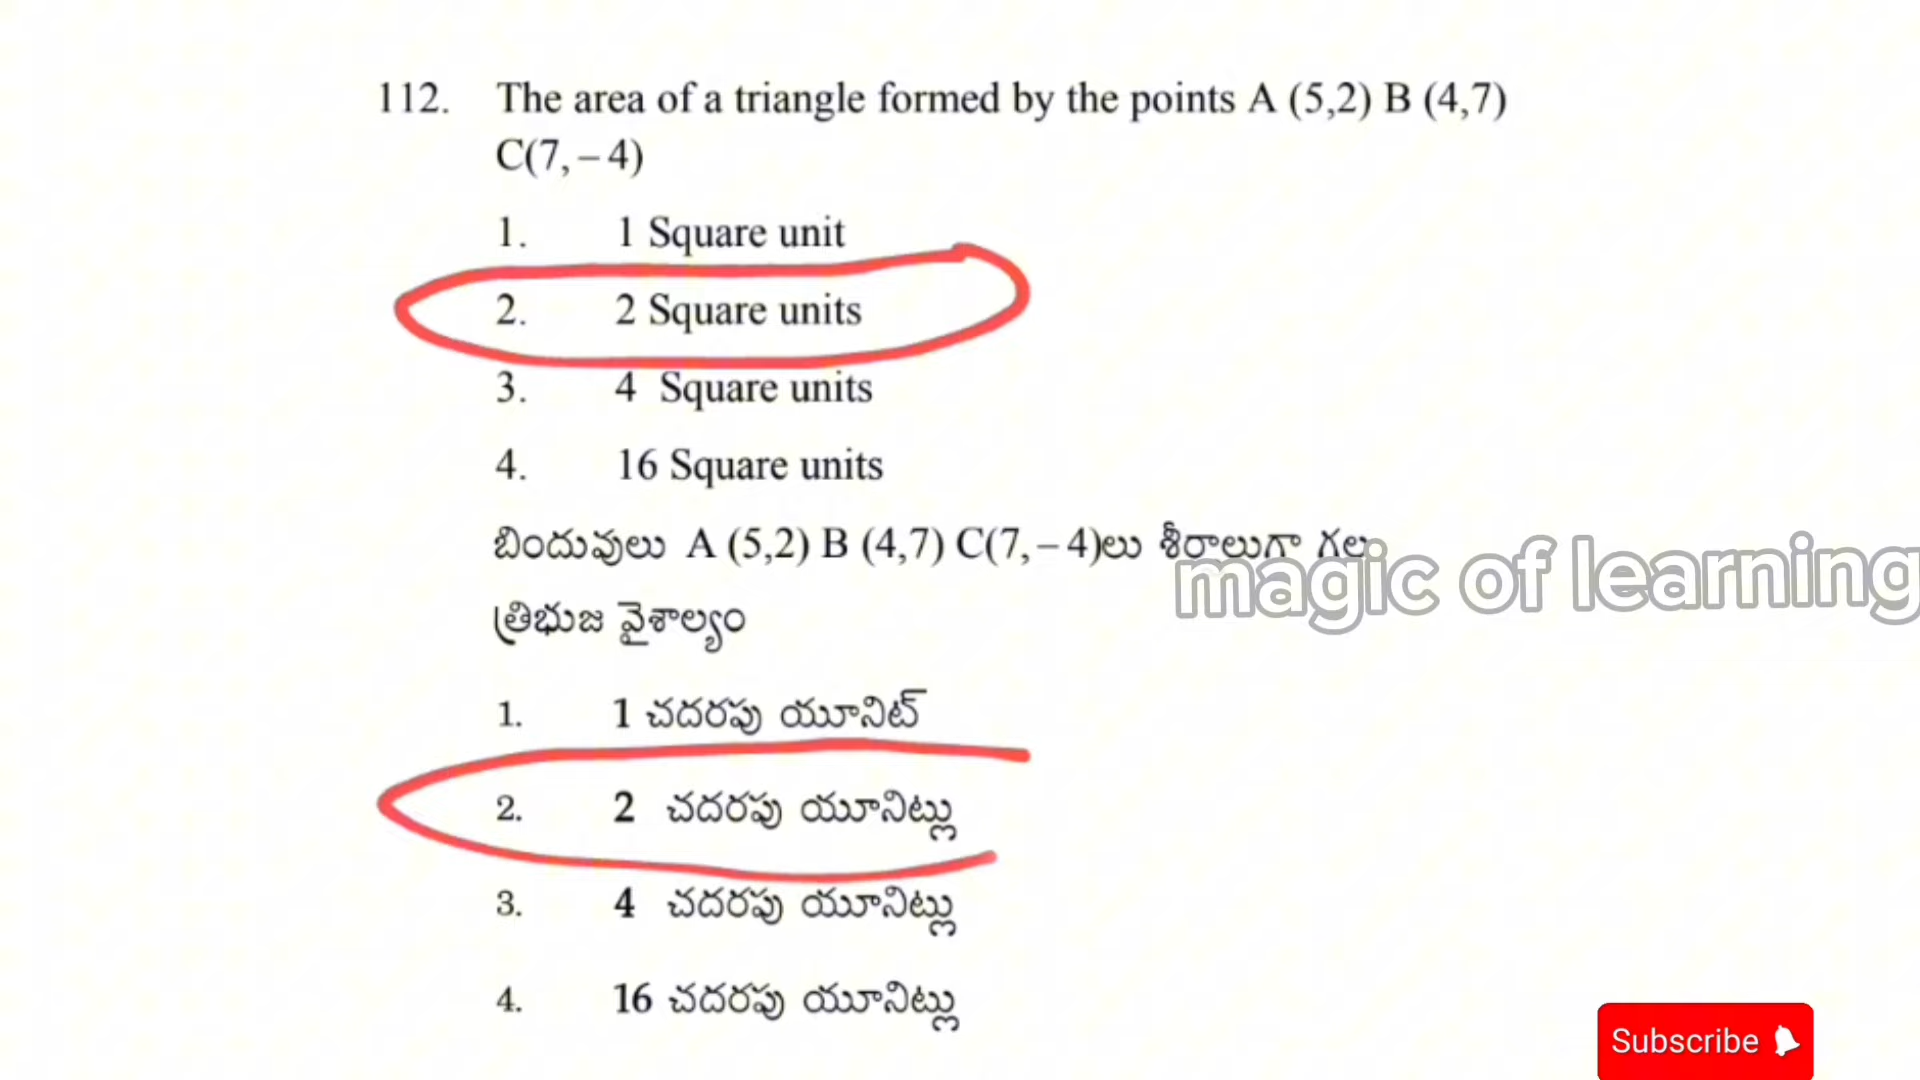 112. The area of a triangle formed by the points A (5,2) B (4,7)
C(7, – 4)
1. 1 Square unit
2. 2 Square units
3. 4 Square units
4. 16 Square units
బిందువులు A (5,2) B (4,7) C(7, – 4)లు శీర్షాలుగా గల
magic of learning
త్రిభుజ వైశాల్యం
1. 1 చదరపు యూనిట్
2. 2 చదరపు యూనిట్లు
3. 4 చదరపు యూనిట్లు
4. 16 చదరపు యూనిట్లు
Subscribe